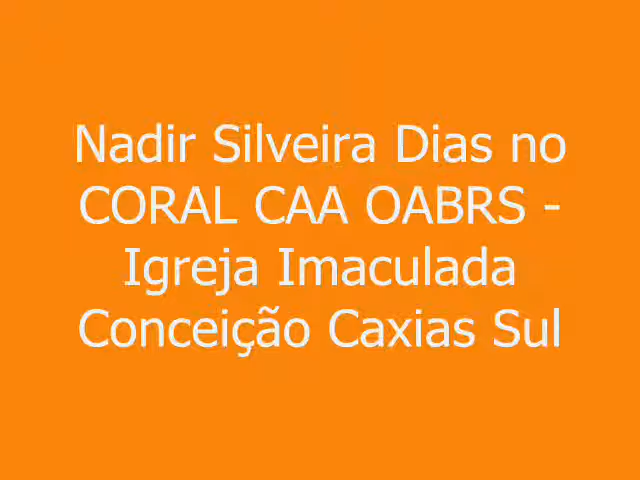 Nadir Silveira Dias no
CORAL CAA OABRS -
Igreja Imaculada
Conceição Caxias Sul